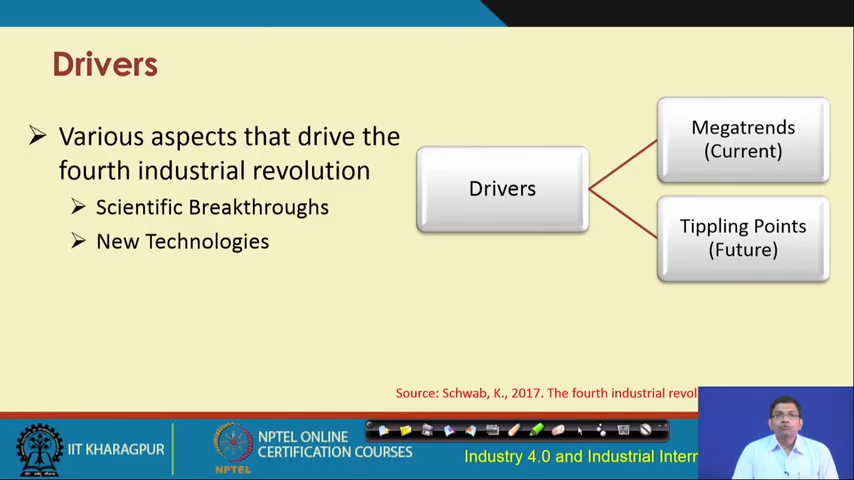 Drivers
Various aspects that drive the
fourth industrial revolution
Scientific Breakthroughs
New Technologies
Drivers
Megatrends
(Current)
Tippling Points
(Future)
Source: Schwab, K., 2017. The fourth industrial revol
IIT KHARAGPUR
NPTEL
NPTEL ONLINE
CERTIFICATION COURSES
Industry 4.0 and Industrial Intern